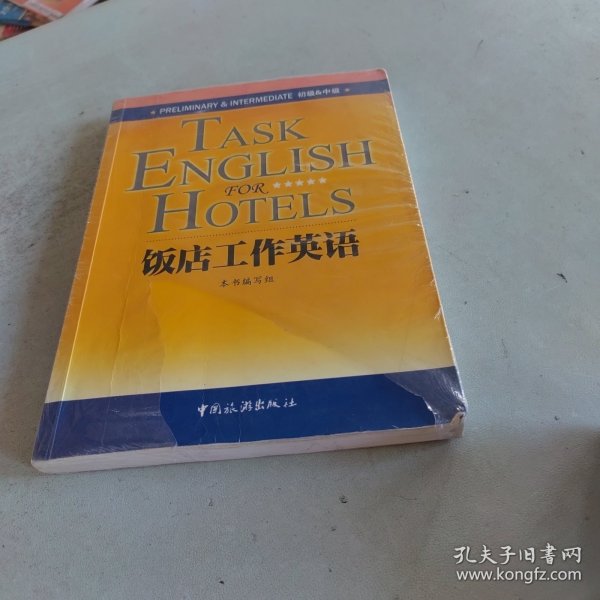 ★ PRELIMINARY & INTERMEDIATE 初级&中级 ★
TASK
ENGLISH
FOR ★★★★★
HOTELS
饭店工作英语
本书编写组
中国旅游出版社
孔夫子旧书网
www.kongfz.com